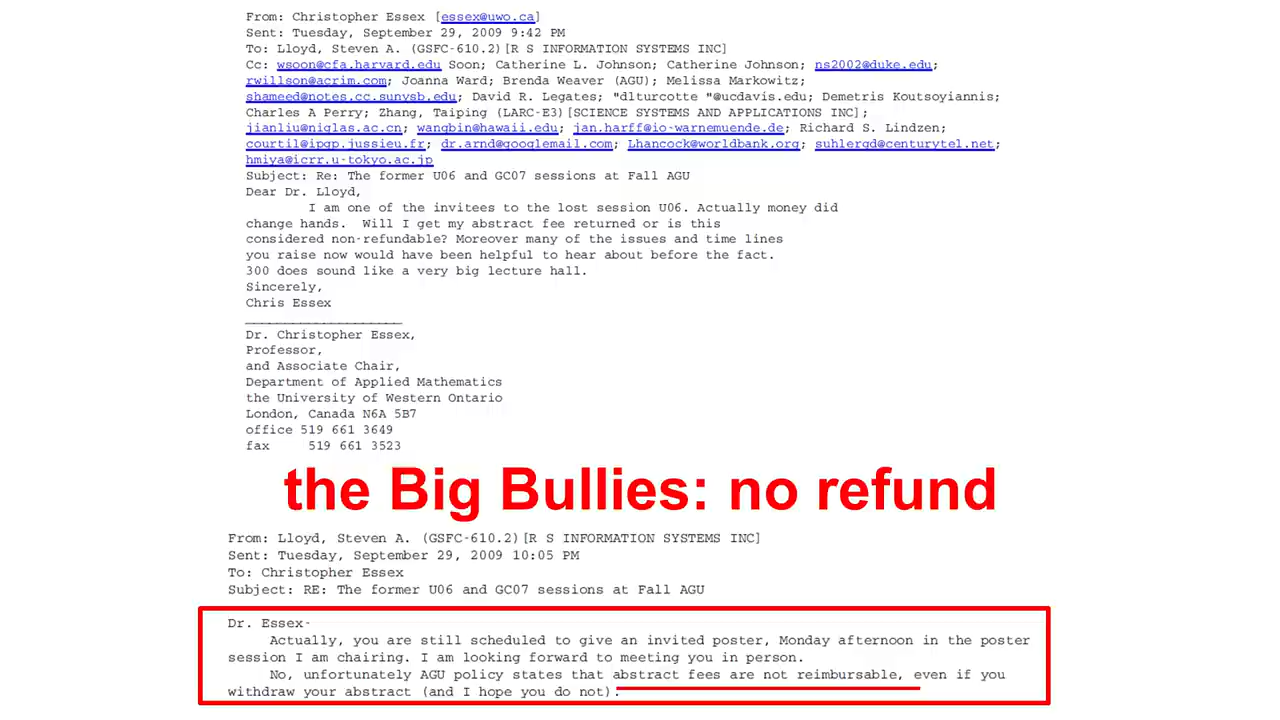 From: Christopher Essex [essex@uwo.ca]
Sent: Tuesday, September 29, 2009 9:42 PM
To: Lloyd, Steven A. (GSFC-610.2)[R S INFORMATION SYSTEMS INC]
Cc: wsoon@cfa.harvard.edu Soon; Catherine L. Johnson; Catherine Johnson; ns2002@duke.edu;
rwillson@acrim.com; Joanna Ward; Brenda Weaver (AGU); Melissa Markowitz;
shameed@notes.cc.sunysb.edu; David R. Legates; "dlturcotte "@ucdavis.edu; Demetris Koutsoyiannis;
Charles A Perry; Zhang, Taiping (LARC-E3)[SCIENCE SYSTEMS AND APPLICATIONS INC];
jianliu@niglas.ac.cn; wangbin@hawaii.edu; jan.harff@io-warnemuende.de; Richard S. Lindzen;
courtil@ipgp.jussieu.fr; dr.arnd@googlemail.com; Lhancock@worldbank.org; suhlergd@centurytel.net;
hmiya@icrr.u-tokyo.ac.jp
Subject: Re: The former U06 and GC07 sessions at Fall AGU
Dear Dr. Lloyd,
I am one of the invitees to the lost session U06. Actually money did
change hands. Will I get my abstract fee returned or is this
considered non-refundable? Moreover many of the issues and time lines
you raise now would have been helpful to hear about before the fact.
300 does sound like a very big lecture hall.
Sincerely,
Chris Essex
____________________
Dr. Christopher Essex,
Professor,
and Associate Chair,
Department of Applied Mathematics
the University of Western Ontario
London, Canada N6A 5B7
office 519 661 3649
fax 519 661 3523
the Big Bullies: no refund
From: Lloyd, Steven A. (GSFC-610.2)[R S INFORMATION SYSTEMS INC]
Sent: Tuesday, September 29, 2009 10:05 PM
To: Christopher Essex
Subject: RE: The former U06 and GC07 sessions at Fall AGU
Dr. Essex-
Actually, you are still scheduled to give an invited poster, Monday afternoon in the poster
session I am chairing. I am looking forward to meeting you in person.
No, unfortunately AGU policy states that abstract fees are not reimbursable, even if you
withdraw your abstract (and I hope you do not).